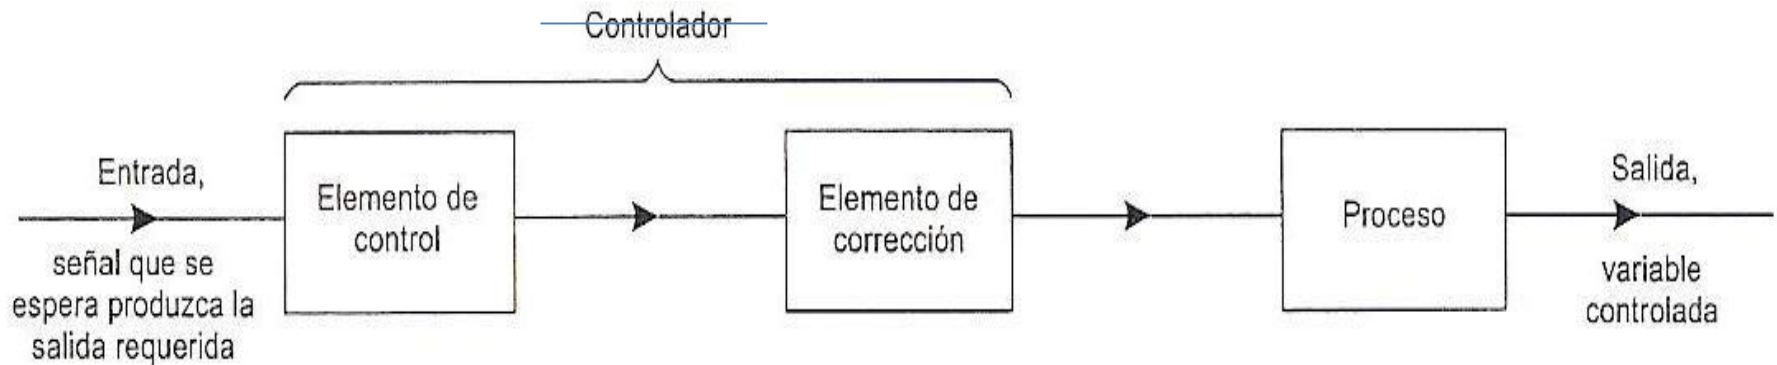 Controlador
Entrada,
señal que se
espera produzca la
salida requerida
Elemento de
control
Elemento de
corrección
Proceso
Salida,
variable
controlada